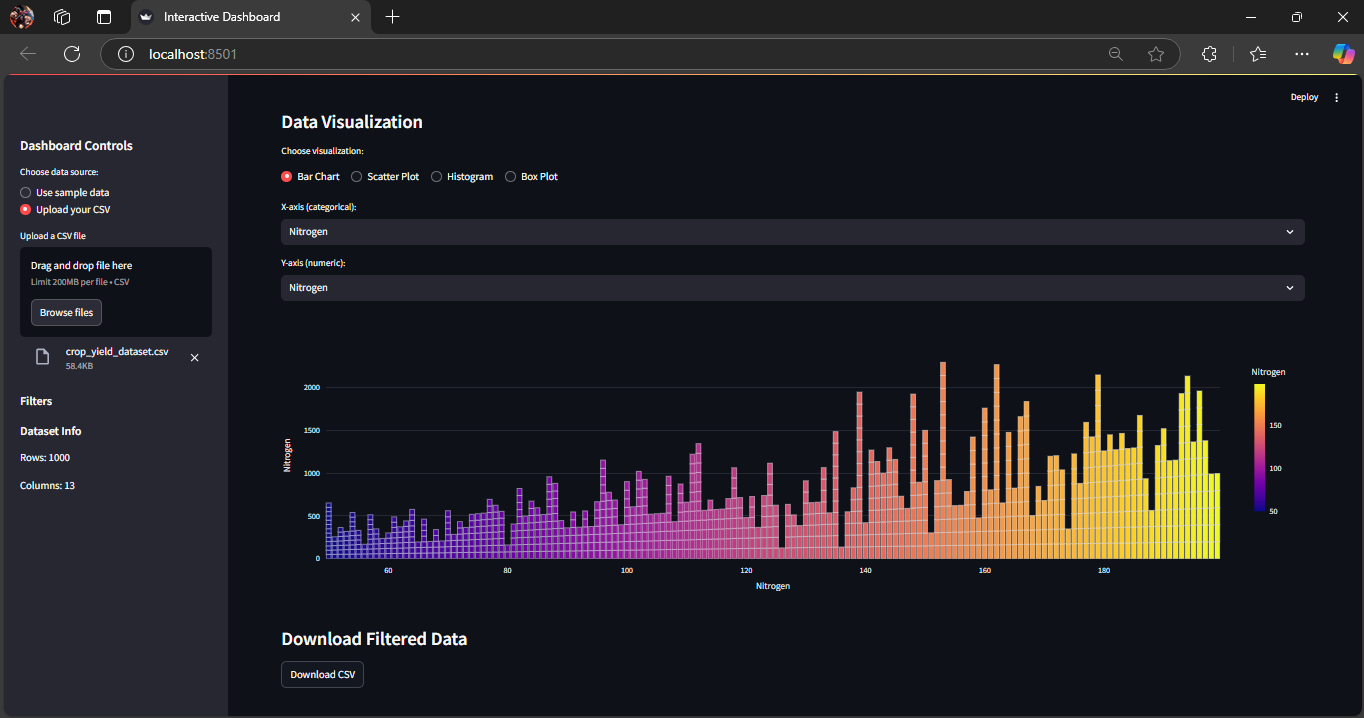 Interactive Dashboard
localhost:8501
Deploy
Dashboard Controls
Choose data source:
Use sample data
Upload your CSV
Upload a CSV file
Drag and drop file here
Limit 200MB per file • CSV
Browse files
crop_yield_dataset.csv
58.4KB
Filters
Dataset Info
Rows: 1000
Columns: 13
Data Visualization
Choose visualization:
Bar Chart Scatter Plot Histogram Box Plot
X-axis (categorical):
Nitrogen
Y-axis (numeric):
Nitrogen
2000
1500
1000
500
0
Nitrogen
60 80 100 120 140 160 180
Nitrogen
Nitrogen
150
100
50
Download Filtered Data
Download CSV